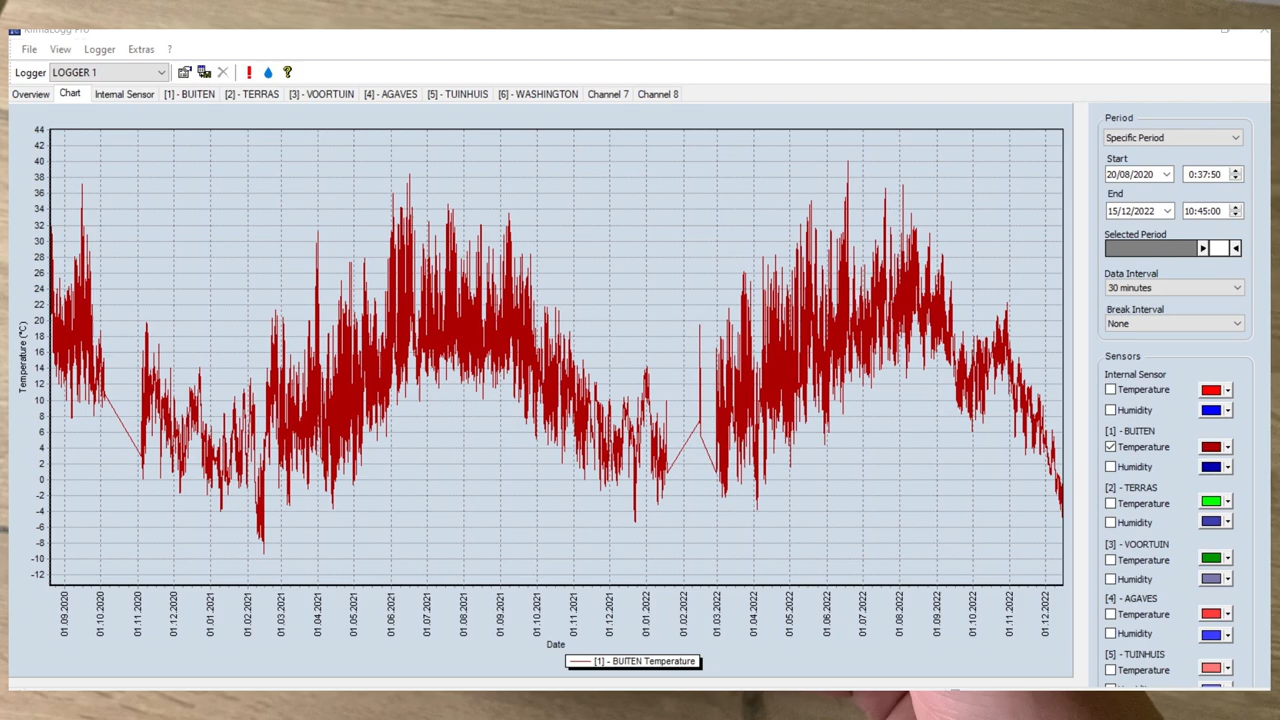 KlimaLogg Pro
File View Logger Extras ?
Logger LOGGER 1
Overview Chart Internal Sensor [1] - BUITEN [2] - TERRAS [3] - VOORTUIN [4] - AGAVES [5] - TUINHUIS [6] - WASHINGTON Channel 7 Channel 8
44
42
40
38
36
34
32
30
28
26
24
22
20
18
16
14
12
10
8
6
4
2
0
-2
-4
-6
-8
-10
-12
Temperature (°C)
01.09.2020 01.10.2020 01.11.2020 01.12.2020 01.01.2021 01.02.2021 01.03.2021 01.04.2021 01.05.2021 01.06.2021 01.07.2021 01.08.2021 01.09.2021 01.10.2021 01.11.2021 01.12.2021 01.01.2022 01.02.2022 01.03.2022 01.04.2022 01.05.2022 01.06.2022 01.07.2022 01.08.2022 01.09.2022 01.10.2022 01.11.2022 01.12.2022
Date
[1] - BUITEN Temperature
Period
Specific Period
Start
20/08/2020 0:37:50
End
15/12/2022 10:45:00
Selected Period
Data Interval
30 minutes
Break Interval
None
Sensors
Internal Sensor
Temperature
Humidity
[1] - BUITEN
Temperature
Humidity
[2] - TERRAS
Temperature
Humidity
[3] - VOORTUIN
Temperature
Humidity
[4] - AGAVES
Temperature
Humidity
[5] - TUINHUIS
Temperature